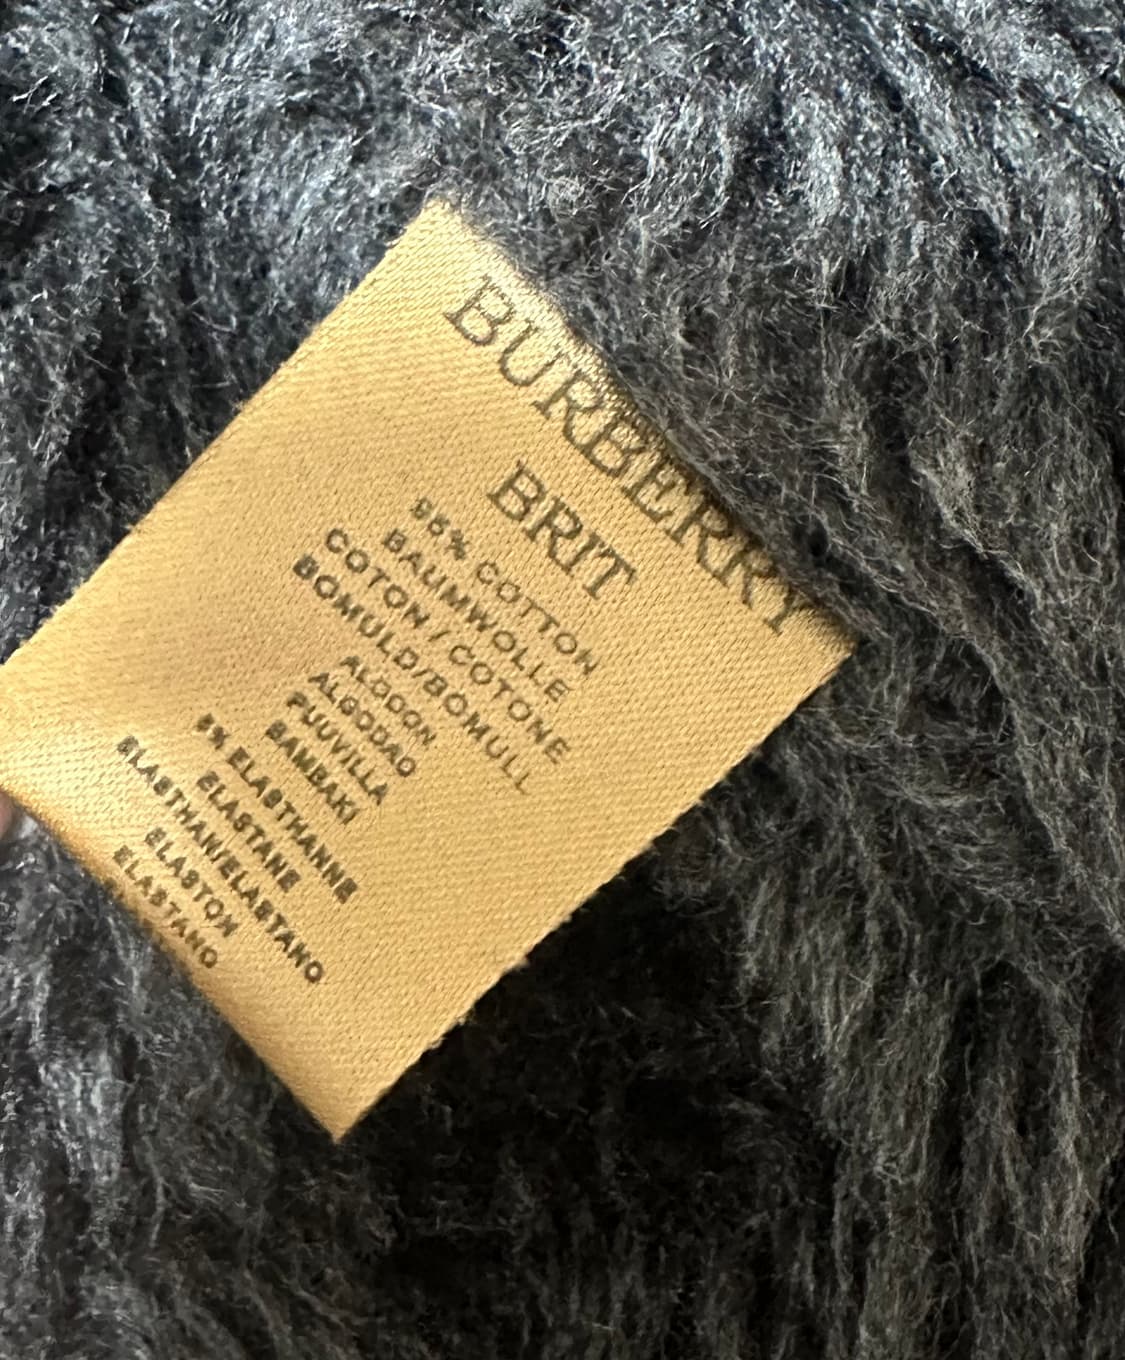 BURBERRY
BRIT
95% COTTON
BAUMWOLLE
COTON / COTONE
BOMULD/BOMULL
ALGODON
ALGODAO
PUUVILLA
BAMBAKI
5% ELASTHANNE
ELASTANE
ELASTHAN/ELASTANO
ELASTON
ELASTANO